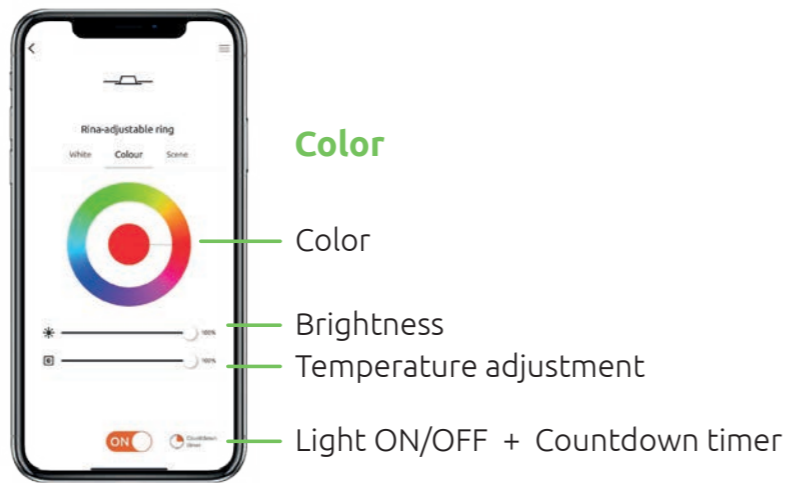 Rina-adjustable ring
White Colour Scene
Color
Color
100%
Brightness
100%
Temperature adjustment
ON
Countdown
timer
Light ON/OFF + Countdown timer